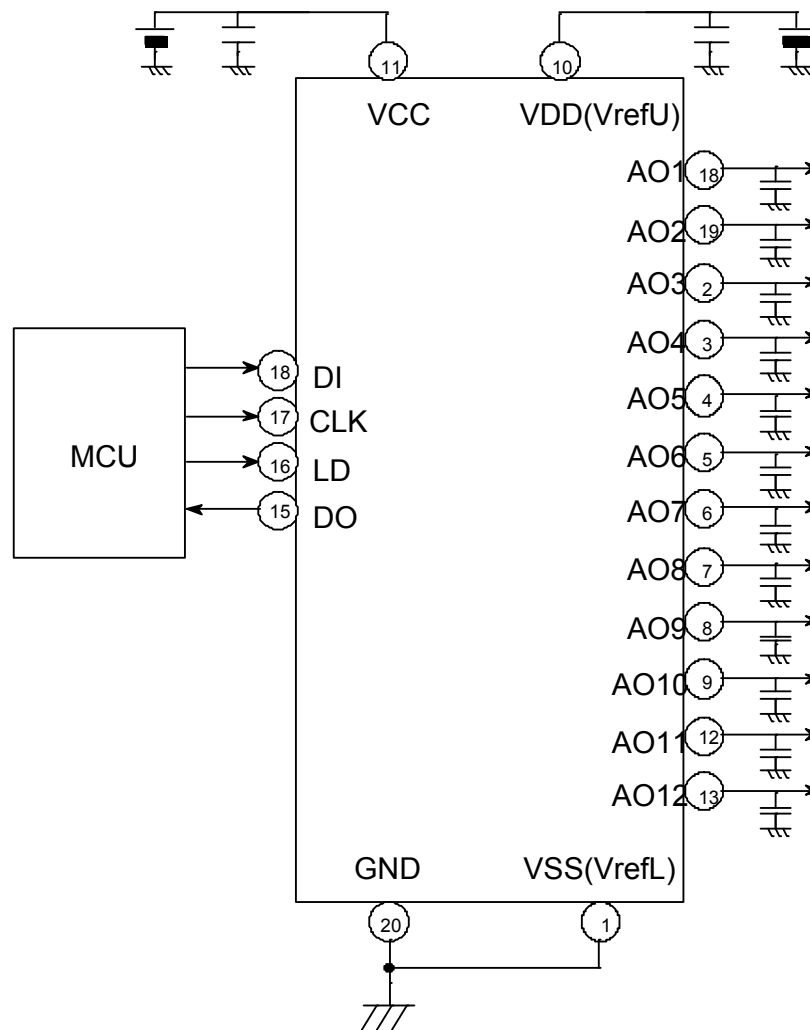 11
10
VCC
VDD(VrefU)
AO1
18
AO2
19
AO3
2
AO4
3
AO5
4
AO6
5
AO7
6
AO8
7
AO9
8
AO10
9
AO11
12
AO12
13
MCU
18
DI
17
CLK
16
LD
15
DO
GND
VSS(VrefL)
20
1